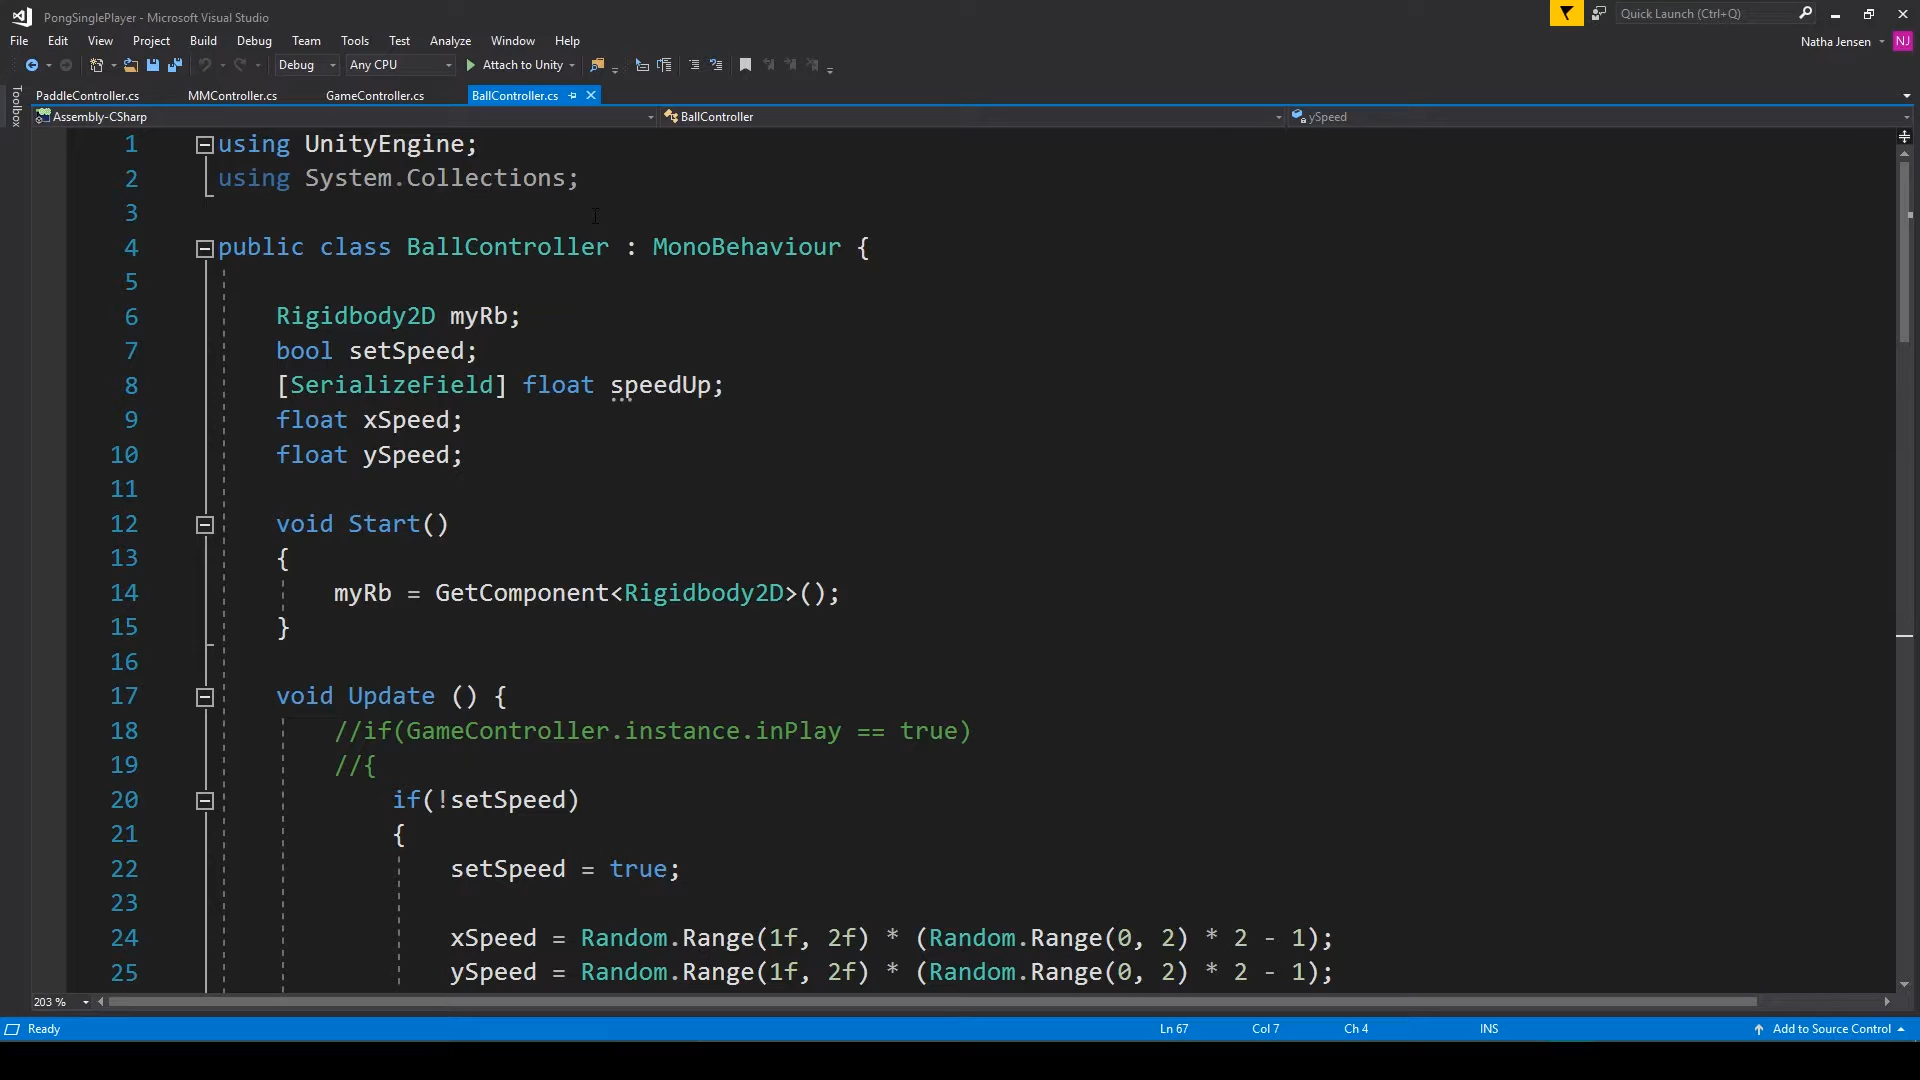 PongSinglePlayer - Microsoft Visual Studio
Quick Launch (Ctrl+Q)
File Edit View Project Build Debug Team Tools Test Analyze Window Help
Natha Jensen NJ
Debug Any CPU Attach to Unity
Toolbox
PaddleController.cs MMController.cs GameController.cs BallController.cs
Assembly-CSharp BallController ySpeed
1 using UnityEngine;
2 using System.Collections;
3
4 public class BallController : MonoBehaviour {
5
6 Rigidbody2D myRb;
7 bool setSpeed;
8 [SerializeField] float speedUp;
9 float xSpeed;
10 float ySpeed;
11
12 void Start()
13 {
14 myRb = GetComponent<Rigidbody2D>();
15 }
16
17 void Update () {
18 //if(GameController.instance.inPlay == true)
19 //{
20 if(!setSpeed)
21 {
22 setSpeed = true;
23
24 xSpeed = Random.Range(1f, 2f) * (Random.Range(0, 2) * 2 - 1);
25 ySpeed = Random.Range(1f, 2f) * (Random.Range(0, 2) * 2 - 1);
203 %
Ready Ln 67 Col 7 Ch 4 INS Add to Source Control